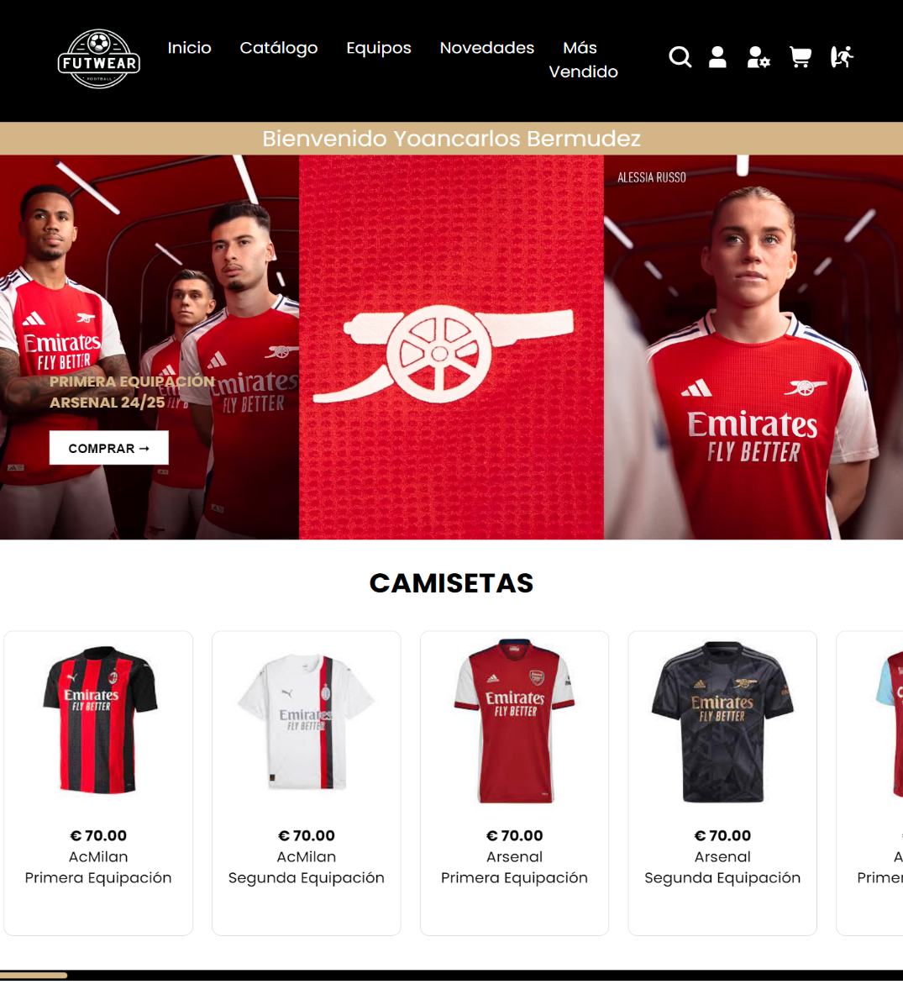 FUTWEAR
FOOTBALL
Inicio
Catálogo
Equipos
Novedades
Más
Vendido
Bienvenido Yoancarlos Bermudez
ALESSIA RUSSO
Emirates
FLY BETTER
Emirates
FLY BETTER
PRIMERA EQUIPACIÓN
ARSENAL 24/25
COMPRAR →
Emirates
FLY BETTER
CAMISETAS
Emirates
FLY BETTER
Emirates
FLY BETTER
Emirates
FLY BETTER
Emirates
FLY BETTER
€ 70.00
AcMilan
Primera Equipación
€ 70.00
AcMilan
Segunda Equipación
€ 70.00
Arsenal
Primera Equipación
€ 70.00
Arsenal
Segunda Equipación